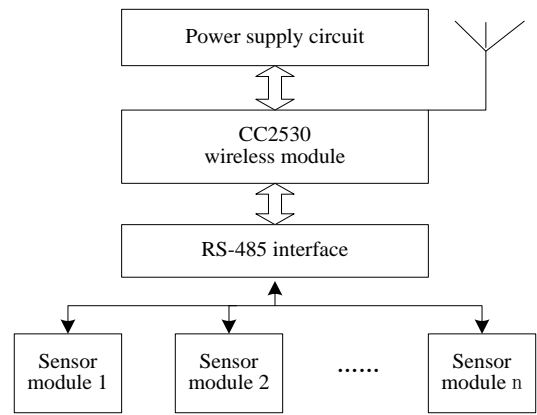 Power supply circuit
CC2530
wireless module
RS-485 interface
Sensor
module 1
Sensor
module 2
......
Sensor
module n